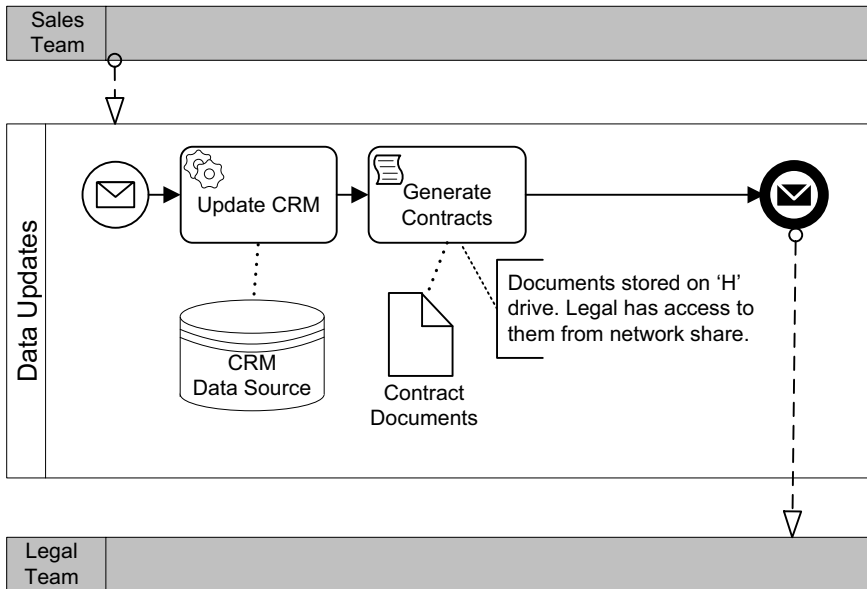 Sales
Team
Data Updates
Update CRM
Generate
Contracts
CRM
Data Source
Contract
Documents
Documents stored on ‘H’
drive. Legal has access to
them from network share.
Legal
Team